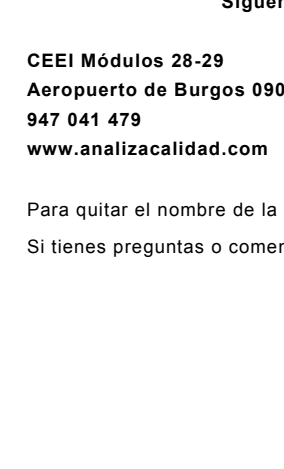 CEEI Módulos 28-29
Aeropuerto de Burgos 090
947 041 479
www.analizacalidad.com
Para quitar el nombre de la
Si tienes preguntas o comer